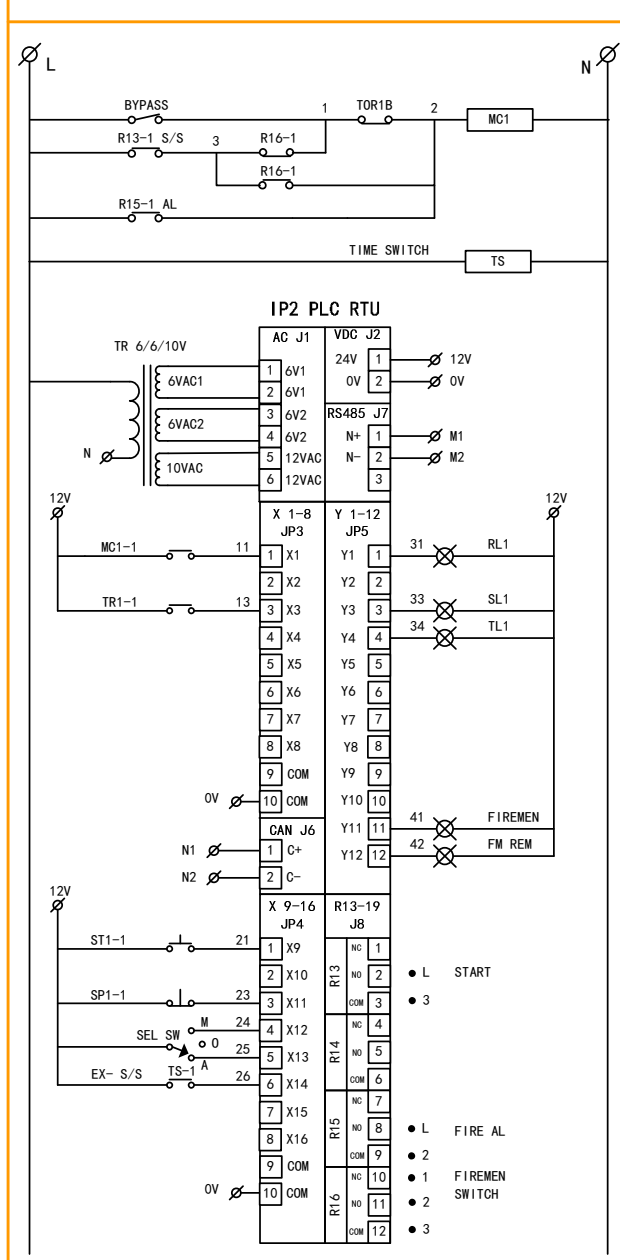 L N
BYPASS 1 TOR1B 2 MC1
R13-1 S/S 3 R16-1
R16-1
R15-1 AL
TIME SWITCH TS
IP2 PLC RTU
AC J1 VDC J2
TR 6/6/10V 24V 1 12V
1 6V1 0V 2 0V
6VAC1
2 6V1
3 6V2 RS485 J7
6VAC2
4 6V2 N+ 1 M1
N 5 12VAC N- 2 M2
10VAC
6 12VAC 3
12V 12V
X 1-8 Y 1-12
JP3 JP5
MC1-1 11 1 X1 Y1 1 31 RL1
2 X2 Y2 2
TR1-1 13 3 X3 Y3 3 33 SL1
4 X4 Y4 4 34 TL1
5 X5 Y5 5
6 X6 Y6 6
7 X7 Y7 7
8 X8 Y8 8
9 COM Y9 9
0V 10 COM Y10 10
CAN J6 Y11 11 41 FIREMEN
N1 1 C+ Y12 12 42 FM REM
N2 2 C-
12V
X 9-16 R13-19
JP4 J8
ST1-1 21 1 X9 R13 NC 1
2 X10 NO 2 L START
SP1-1 23 3 X11 COM 3 3
M 24 4 X12 R14 NC 4
SEL SW O
A 25 5 X13 NO 5
EX- S/S TS-1 26 6 X14 COM 6
7 X15 R15 NC 7
8 X16 NO 8 L FIRE AL
9 COM COM 9 2
0V 10 COM R16 NC 10 1 FIREMEN
NO 11 2 SWITCH
COM 12 3